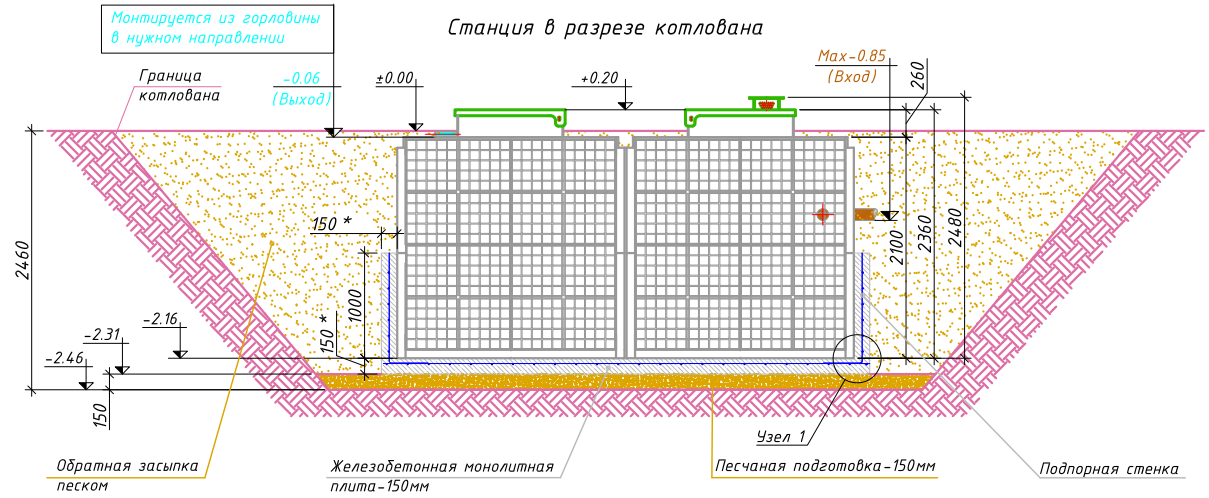 Станция в разрезе котлована
Монтируется из горловины
в нужном направлении
Граница
котлована
-0.06
(Выход)
±0.00
+0.20
Max-0.85
(Вход)
260
2460
150 *
1000
150 *
2100
2360
2480
-2.16
-2.31
-2.46
150
Узел 1
Обратная засыпка
песком
Железобетонная монолитная
плита-150мм
Песчаная подготовка-150мм
Подпорная стенка